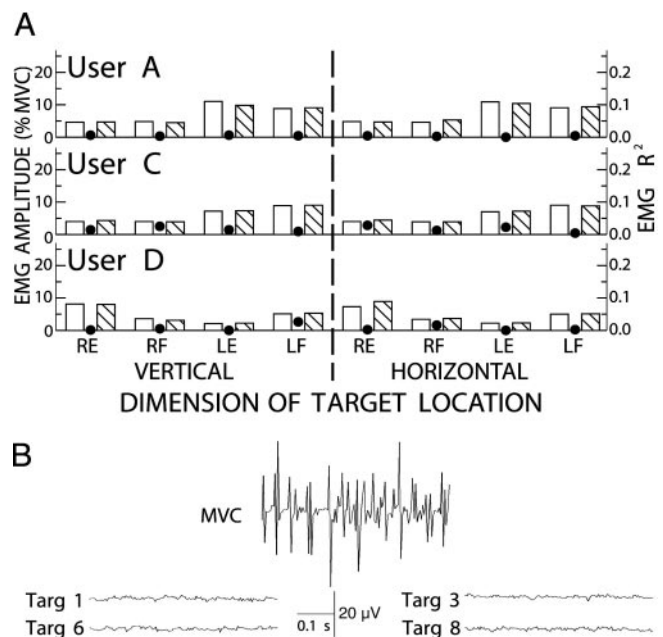 A
EMG AMPLITUDE (% MVC)
EMG R²
User A
20
10
0
0.2
0.1
0.0
User C
20
10
0
0.2
0.1
0.0
User D
20
10
0
0.2
0.1
0.0
RE RF LE LF RE RF LE LF
VERTICAL HORIZONTAL
DIMENSION OF TARGET LOCATION
B
MVC
Targ 1
Targ 6
0.1 s
20 μV
Targ 3
Targ 8